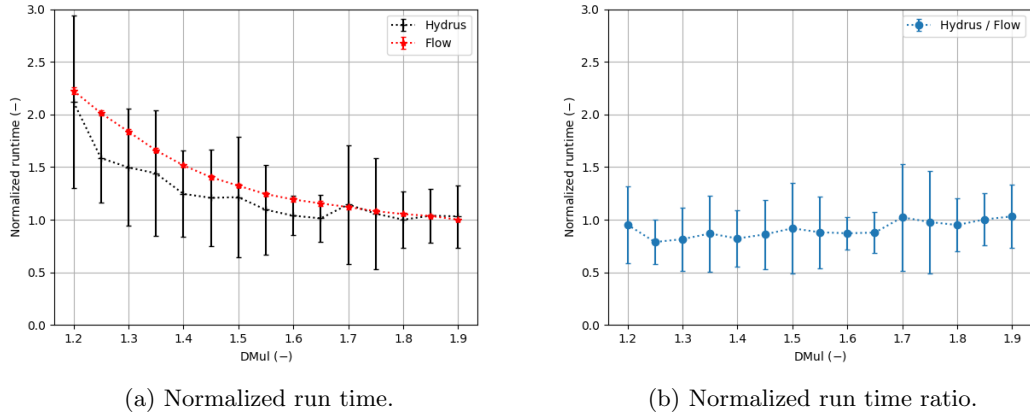 3.0
2.5
2.0
1.5
1.0
0.5
0.0
Normalized runtime (−)
1.2 1.3 1.4 1.5 1.6 1.7 1.8 1.9
DMul (−)
Hydrus
Flow
(a) Normalized run time.
3.0
2.5
2.0
1.5
1.0
0.5
0.0
Normalized runtime (−)
1.2 1.3 1.4 1.5 1.6 1.7 1.8 1.9
DMul (−)
Hydrus / Flow
(b) Normalized run time ratio.